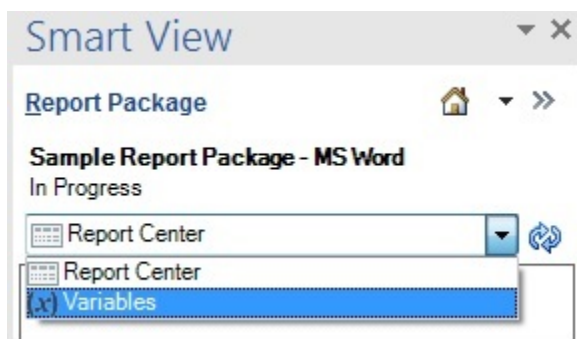 Smart View
Report Package
Sample Report Package - MS Word
In Progress
Report Center
Report Center
(x) Variables